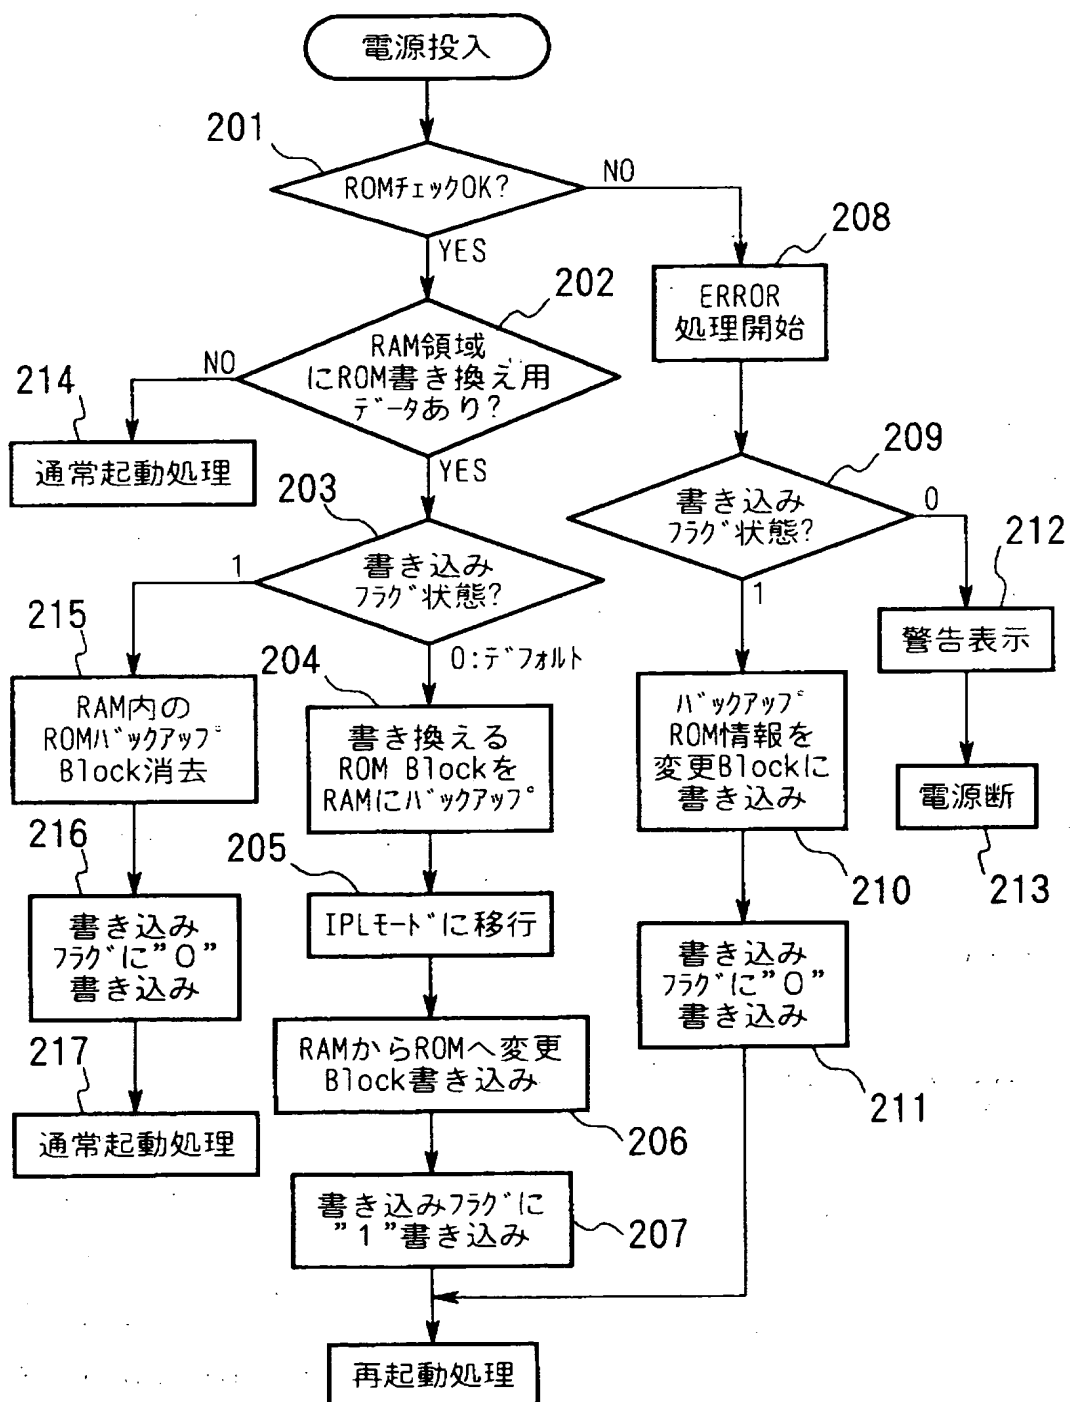 電源投入
201
ROMチェックOK?
NO
YES
208
ERROR
処理開始
202
RAM領域
にROM書き換え用
データあり?
NO
YES
214
通常起動処理
209
書き込み
フラグ状態?
0
1
203
書き込み
フラグ状態?
1
0:デフォルト
212
警告表示
215
RAM内の
ROMバックアップ
Block消去
204
書き換える
ROM Blockを
RAMにバックアップ
バックアップ
ROM情報を
変更Blockに
書き込み
210
電源断
213
216
書き込み
フラグに”0”
書き込み
205
IPLモードに移行
書き込み
フラグに”0”
書き込み
211
RAMからROMへ変更
Block書き込み
206
217
通常起動処理
書き込みフラグに
”1”書き込み
207
再起動処理